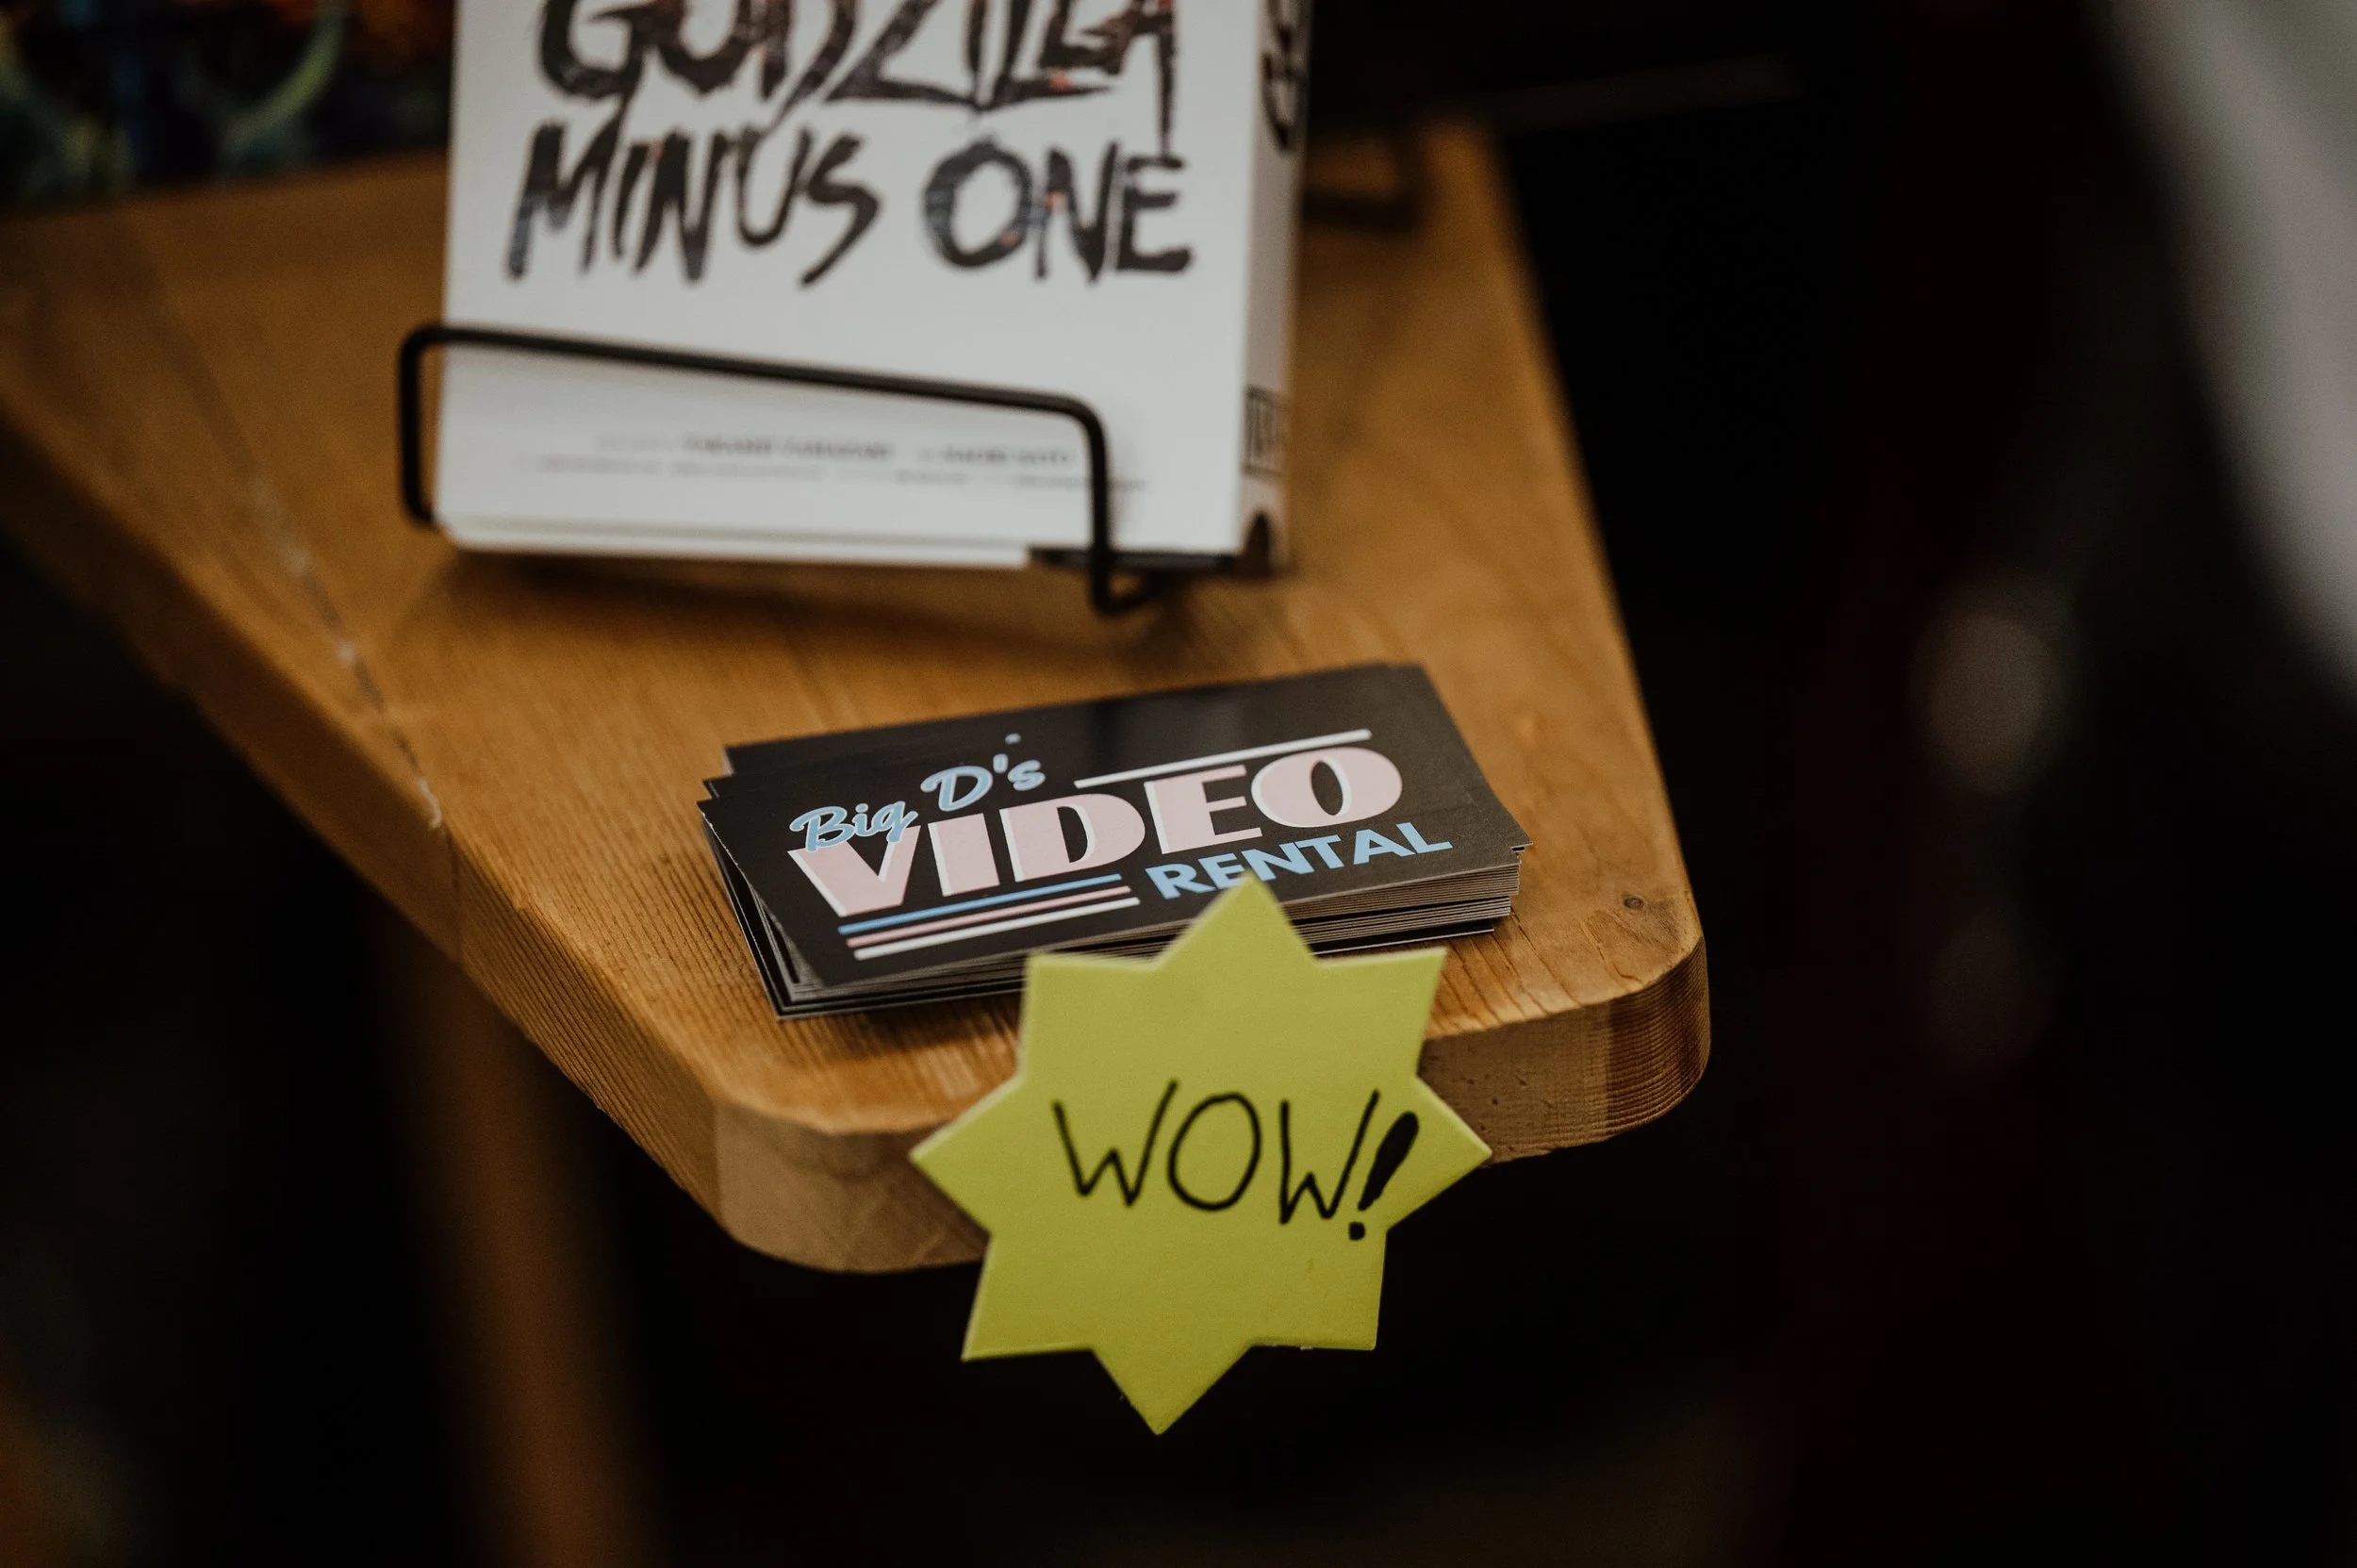 GODZILLA
MINUS ONE
Big D's
VIDEO
RENTAL
WOW!